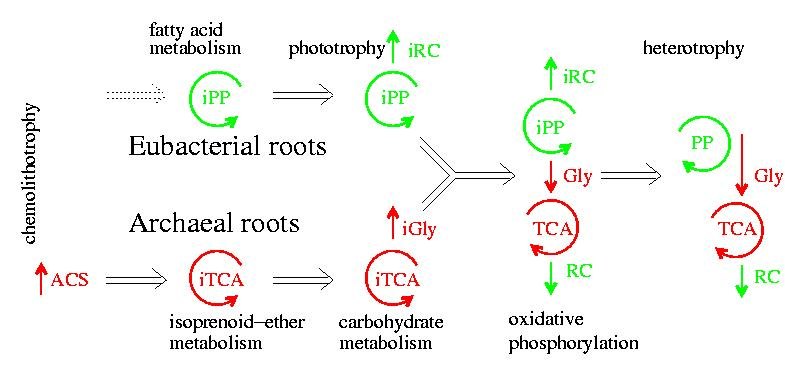 fatty acid
metabolism
phototrophy
iRC
heterotrophy
iPP
iPP
iRC
iPP
PP
chemolithotrophy
Eubacterial roots
Gly
Gly
Archaeal roots
iGly
TCA
TCA
ACS
iTCA
iTCA
RC
RC
isoprenoid–ether
metabolism
carbohydrate
metabolism
oxidative
phosphorylation